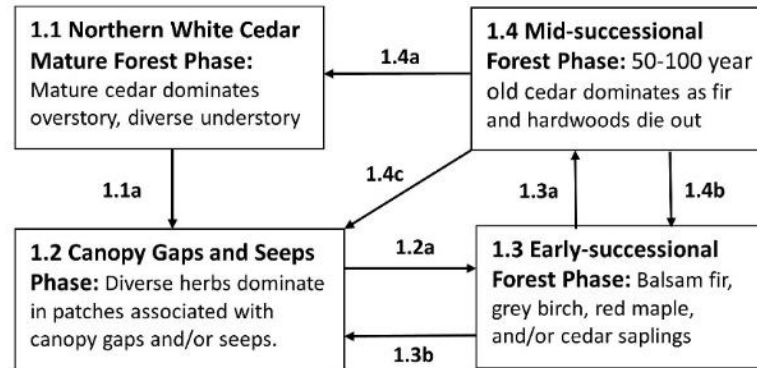 1.1 Northern White Cedar
Mature Forest Phase:
Mature cedar dominates
overstory, diverse understory
1.4a
1.4 Mid-successional
Forest Phase: 50-100 year
old cedar dominates as fir
and hardwoods die out
1.1a
1.4c
1.3a
1.4b
1.2 Canopy Gaps and Seeps
Phase: Diverse herbs dominate
in patches associated with
canopy gaps and/or seeps.
1.2a
1.3b
1.3 Early-successional
Forest Phase: Balsam fir,
grey birch, red maple,
and/or cedar saplings